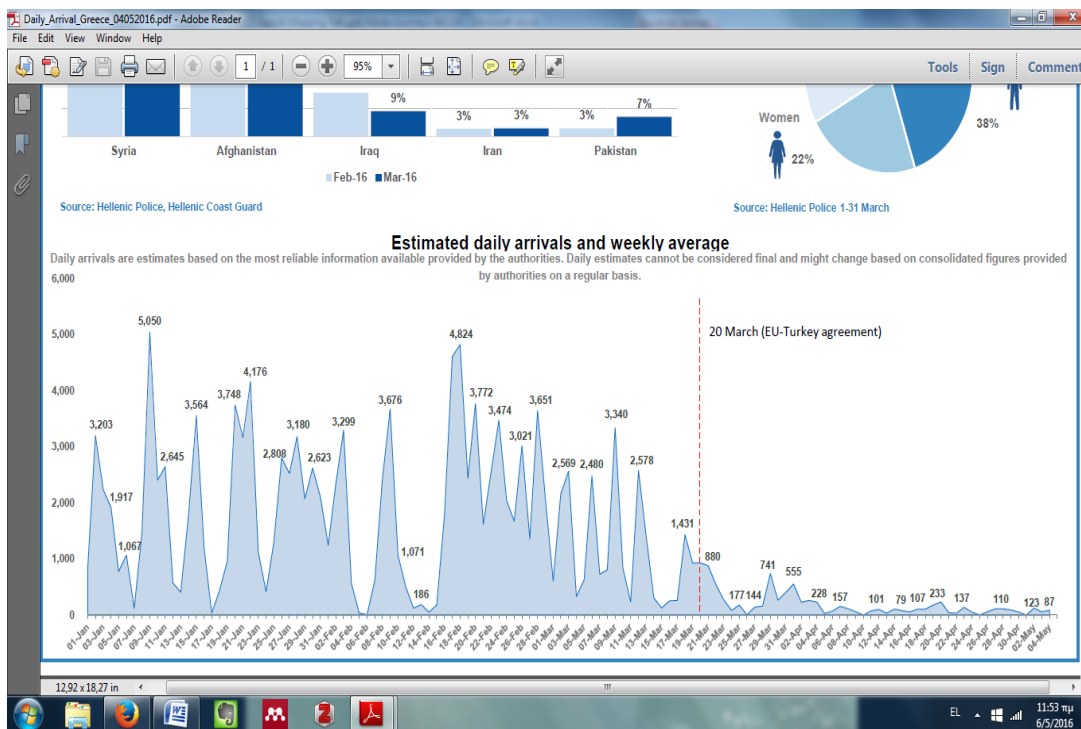 Daily_Arrival_Greece_04052016.pdf - Adobe Reader
File Edit View Window Help
1 / 1 95% Tools Sign Comment
9% 3% 3% 3% 7%
Syria Afghanistan Iraq Iran Pakistan
Feb-16 Mar-16
Women
22%
38%
Source: Hellenic Police, Hellenic Coast Guard
Source: Hellenic Police 1-31 March
Estimated daily arrivals and weekly average
Daily arrivals are estimates based on the most reliable information available provided by the authorities. Daily estimates cannot be considered final and might change based on consolidated figures provided
by authorities on a regular basis.
6,000
5,000
4,000
3,000
2,000
1,000
0
20 March (EU-Turkey agreement)
3,203 1,917 1,067 5,050 2,645 3,564 3,748 4,176 2,808 3,180 2,623 3,299 3,676 1,071 186 4,824 3,772 3,474 3,021 3,651 2,569 2,480 3,340 2,578 1,431 880 177 144 741 555 228 157 101 79 107 233 137 110 123 87
01-Jan 03-Jan 05-Jan 07-Jan 09-Jan 11-Jan 13-Jan 15-Jan 17-Jan 19-Jan 21-Jan 23-Jan 25-Jan 27-Jan 29-Jan 31-Jan 02-Feb 04-Feb 06-Feb 08-Feb 10-Feb 12-Feb 14-Feb 16-Feb 18-Feb 20-Feb 22-Feb 24-Feb 26-Feb 28-Feb 01-Mar 03-Mar 05-Mar 07-Mar 09-Mar 11-Mar 13-Mar 15-Mar 17-Mar 19-Mar 21-Mar 23-Mar 25-Mar 27-Mar 29-Mar 31-Mar 02-Apr 04-Apr 06-Apr 08-Apr 10-Apr 12-Apr 14-Apr 16-Apr 18-Apr 20-Apr 22-Apr 24-Apr 26-Apr 28-Apr 30-Apr 02-May 04-May
12,92 x 18,27 in
EL
11:53 πμ
6/5/2016